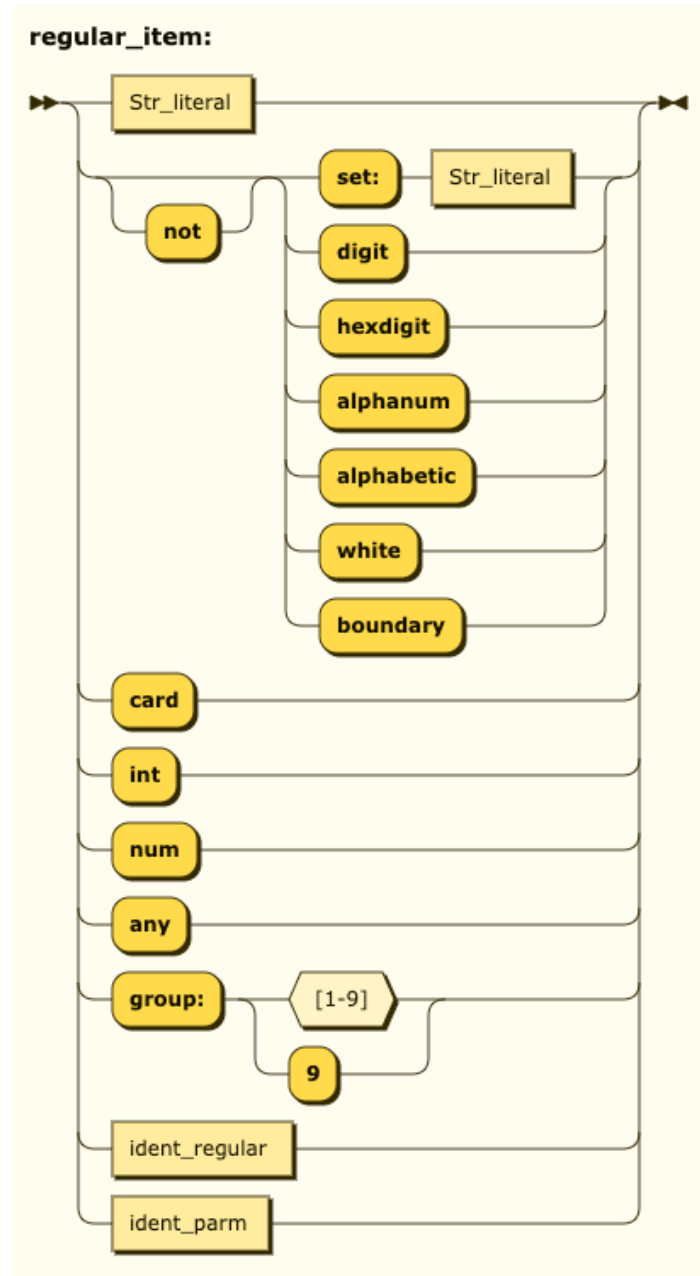 regular_item:
Str_literal
set: Str_literal
not
digit
hexdigit
alphanum
alphabetic
white
boundary
card
int
num
any
group: [1-9]
9
ident_regular
ident_parm